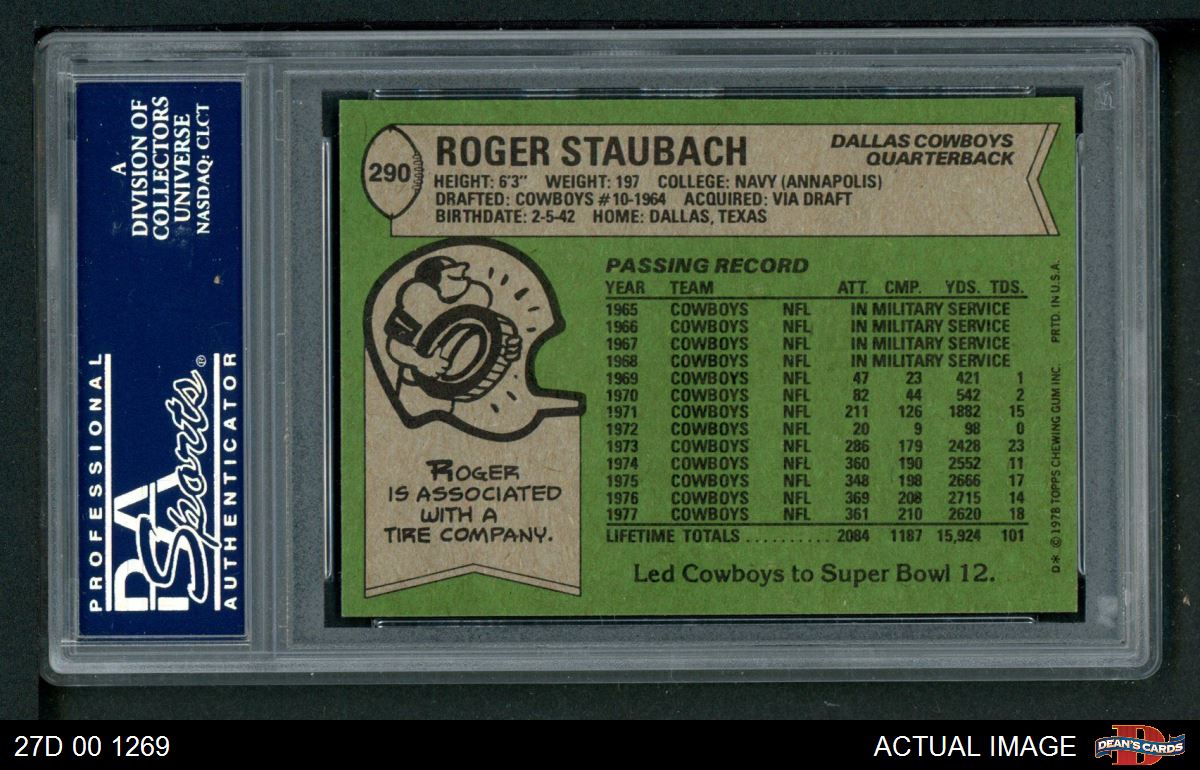 A
DIVISION OF
COLLECTORS
UNIVERSE
NASDAQ: CLCT
PROFESSIONAL
PSA
Sports®
AUTHENTICATOR
290
ROGER STAUBACH
DALLAS COWBOYS
QUARTERBACK
HEIGHT: 6'3" WEIGHT: 197 COLLEGE: NAVY (ANNAPOLIS)
DRAFTED: COWBOYS #10-1964 ACQUIRED: VIA DRAFT
BIRTHDATE: 2-5-42 HOME: DALLAS, TEXAS
ROGER
IS ASSOCIATED
WITH A
TIRE COMPANY.
PASSING RECORD
YEAR TEAM ATT. CMP. YDS. TDS.
1965 COWBOYS NFL IN MILITARY SERVICE
1966 COWBOYS NFL IN MILITARY SERVICE
1967 COWBOYS NFL IN MILITARY SERVICE
1968 COWBOYS NFL IN MILITARY SERVICE
1969 COWBOYS NFL 47 23 421 1
1970 COWBOYS NFL 82 44 542 2
1971 COWBOYS NFL 211 126 1882 15
1972 COWBOYS NFL 20 9 98 0
1973 COWBOYS NFL 286 179 2428 23
1974 COWBOYS NFL 360 190 2552 11
1975 COWBOYS NFL 348 198 2666 17
1976 COWBOYS NFL 369 208 2715 14
1977 COWBOYS NFL 361 210 2620 18
LIFETIME TOTALS .......... 2084 1187 15,924 101
Led Cowboys to Super Bowl 12.
D* © 1978 TOPPS CHEWING GUM INC. PRTD. IN U.S.A.
27D 00 1269
ACTUAL IMAGE
D
DEAN'S CARDS